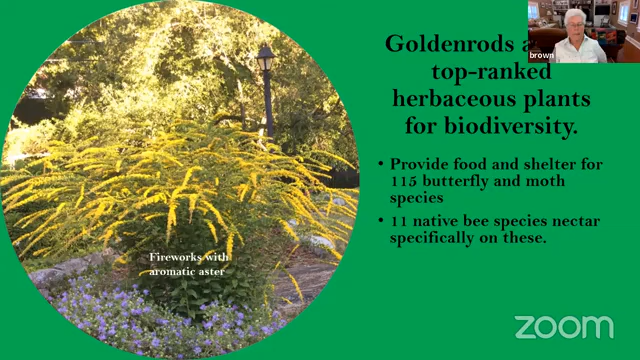 Goldenrods a
top-ranked
herbaceous plants
for biodiversity.
• Provide food and shelter for
115 butterfly and moth
species
• 11 native bee species nectar
specifically on these.
Fireworks with
aromatic aster
brown
zoom